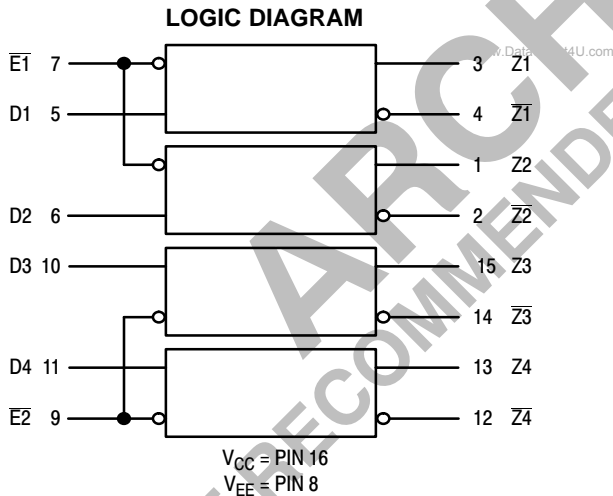 LOGIC DIAGRAM
E1 7 3 Z1
D1 5 4 Z1
1 Z2
D2 6 2 Z2
D3 10 15 Z3
14 Z3
D4 11 13 Z4
E2 9 12 Z4
VCC = PIN 16
VEE = PIN 8